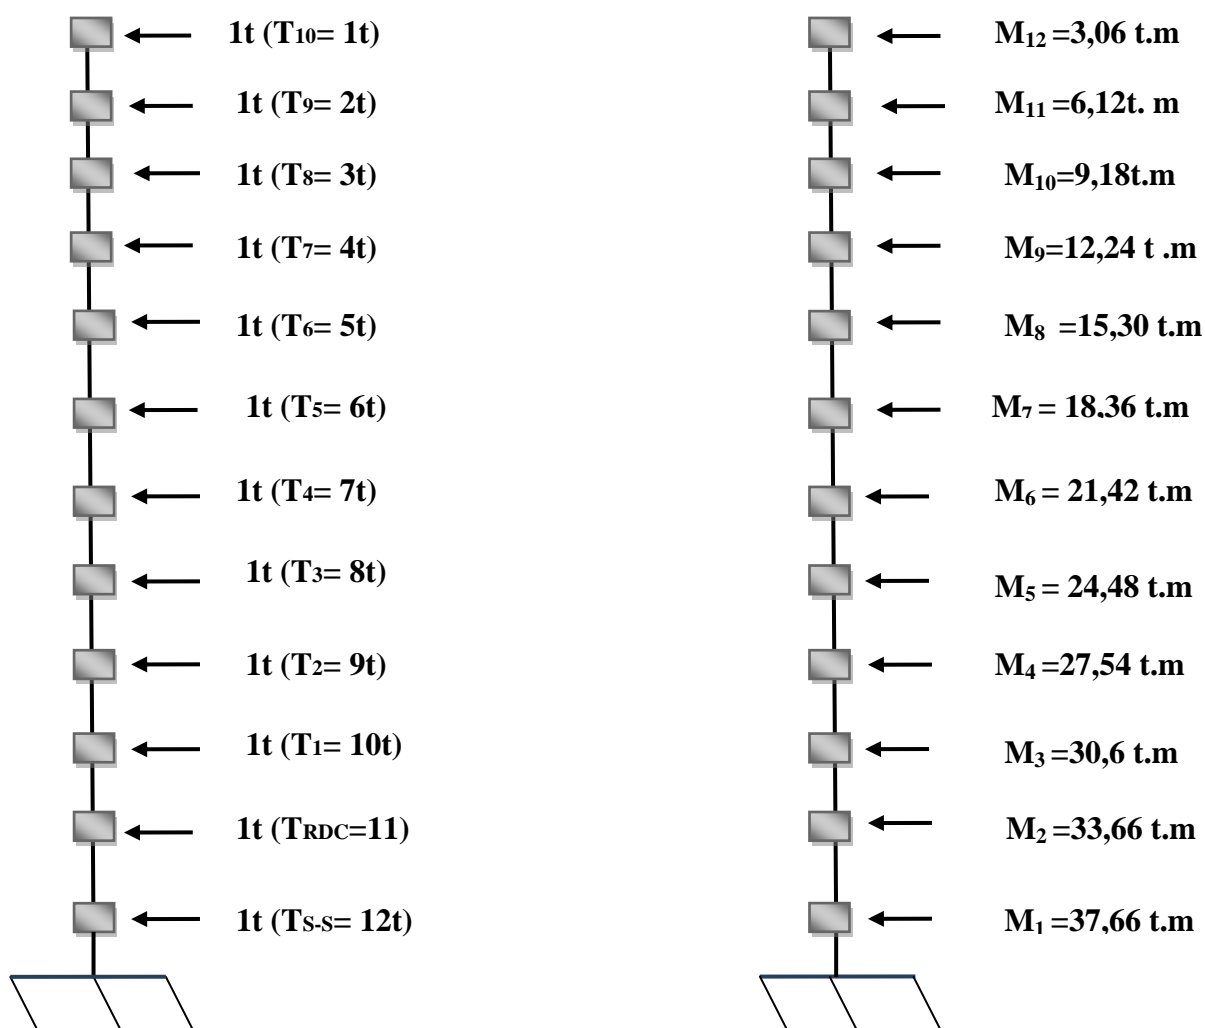 1t (T10= 1t)
1t (T9= 2t)
1t (T8= 3t)
1t (T7= 4t)
1t (T6= 5t)
1t (T5= 6t)
1t (T4= 7t)
1t (T3= 8t)
1t (T2= 9t)
1t (T1= 10t)
1t (TRDC=11)
1t (TS-S= 12t)
M12 =3,06 t.m
M11 =6,12t. m
M10=9,18t.m
M9=12,24 t .m
M8 =15,30 t.m
M7 = 18,36 t.m
M6 = 21,42 t.m
M5 = 24,48 t.m
M4 =27,54 t.m
M3 =30,6 t.m
M2 =33,66 t.m
M1 =37,66 t.m